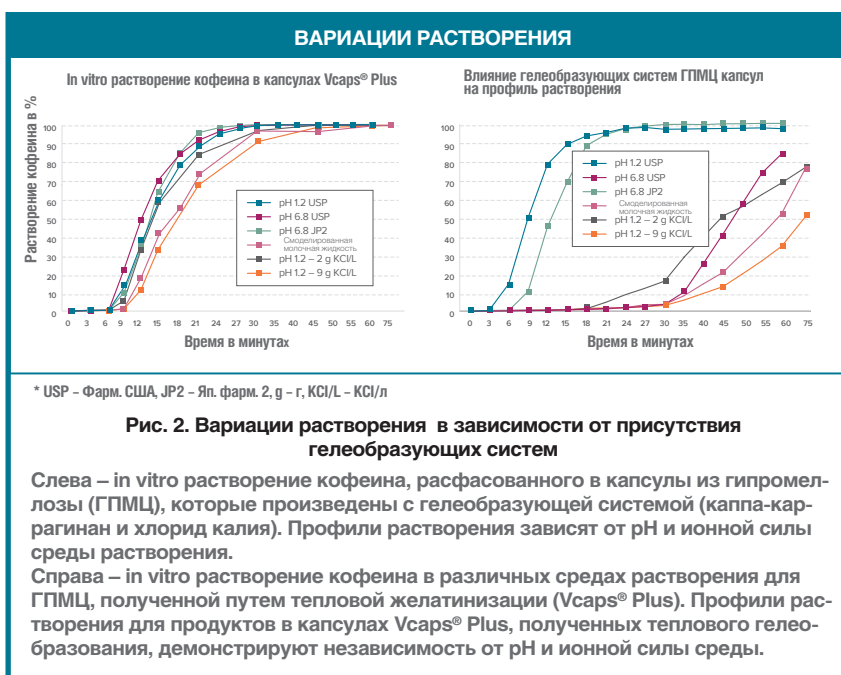 ВАРИАЦИИ РАСТВОРЕНИЯ
In vitro растворение кофеина в капсулах Vcaps® Plus
Растворение кофеина в %
100
90
80
70
60
50
40
30
20
10
0
pH 1.2 USP
pH 6.8 USP
pH 6.8 JP2
Смоделированная
молочная жидкость
pH 1.2 – 2 g KCl/L
pH 1.2 – 9 g KCl/L
0 3 6 9 12 15 18 21 24 27 30 35 40 45 50 55 60 75
Время в минутах
Влияние гелеобразующих систем ГПМЦ капсул
на профиль растворения
100
90
80
70
60
50
40
30
20
10
0
pH 1.2 USP
pH 6.8 USP
pH 6.8 JP2
Смоделированная
молочная жидкость
pH 1.2 – 2 g KCl/L
pH 1.2 – 9 g KCl/L
0 3 6 9 12 15 18 21 24 27 30 35 40 45 50 55 60 75
Время в минутах
* USP – Фарм. США, JP2 – Яп. фарм. 2, g – г, KCl/L – KCl/л
Рис. 2. Вариации растворения в зависимости от присутствия
гелеобразующих систем
Слева – in vitro растворение кофеина, расфасованного в капсулы из гипромел-
лозы (ГПМЦ), которые произведены с гелеобразующей системой (каппа-кар-
рагинан и хлорид калия). Профили растворения зависят от pH и ионной силы
среды растворения.
Справа – in vitro растворение кофеина в различных средах растворения для
ГПМЦ, полученной путем тепловой желатинизации (Vcaps® Plus). Профили рас-
творения для продуктов в капсулах Vcaps® Plus, полученных теплового гелео-
бразования, демонстрируют независимость от pH и ионной силы среды.